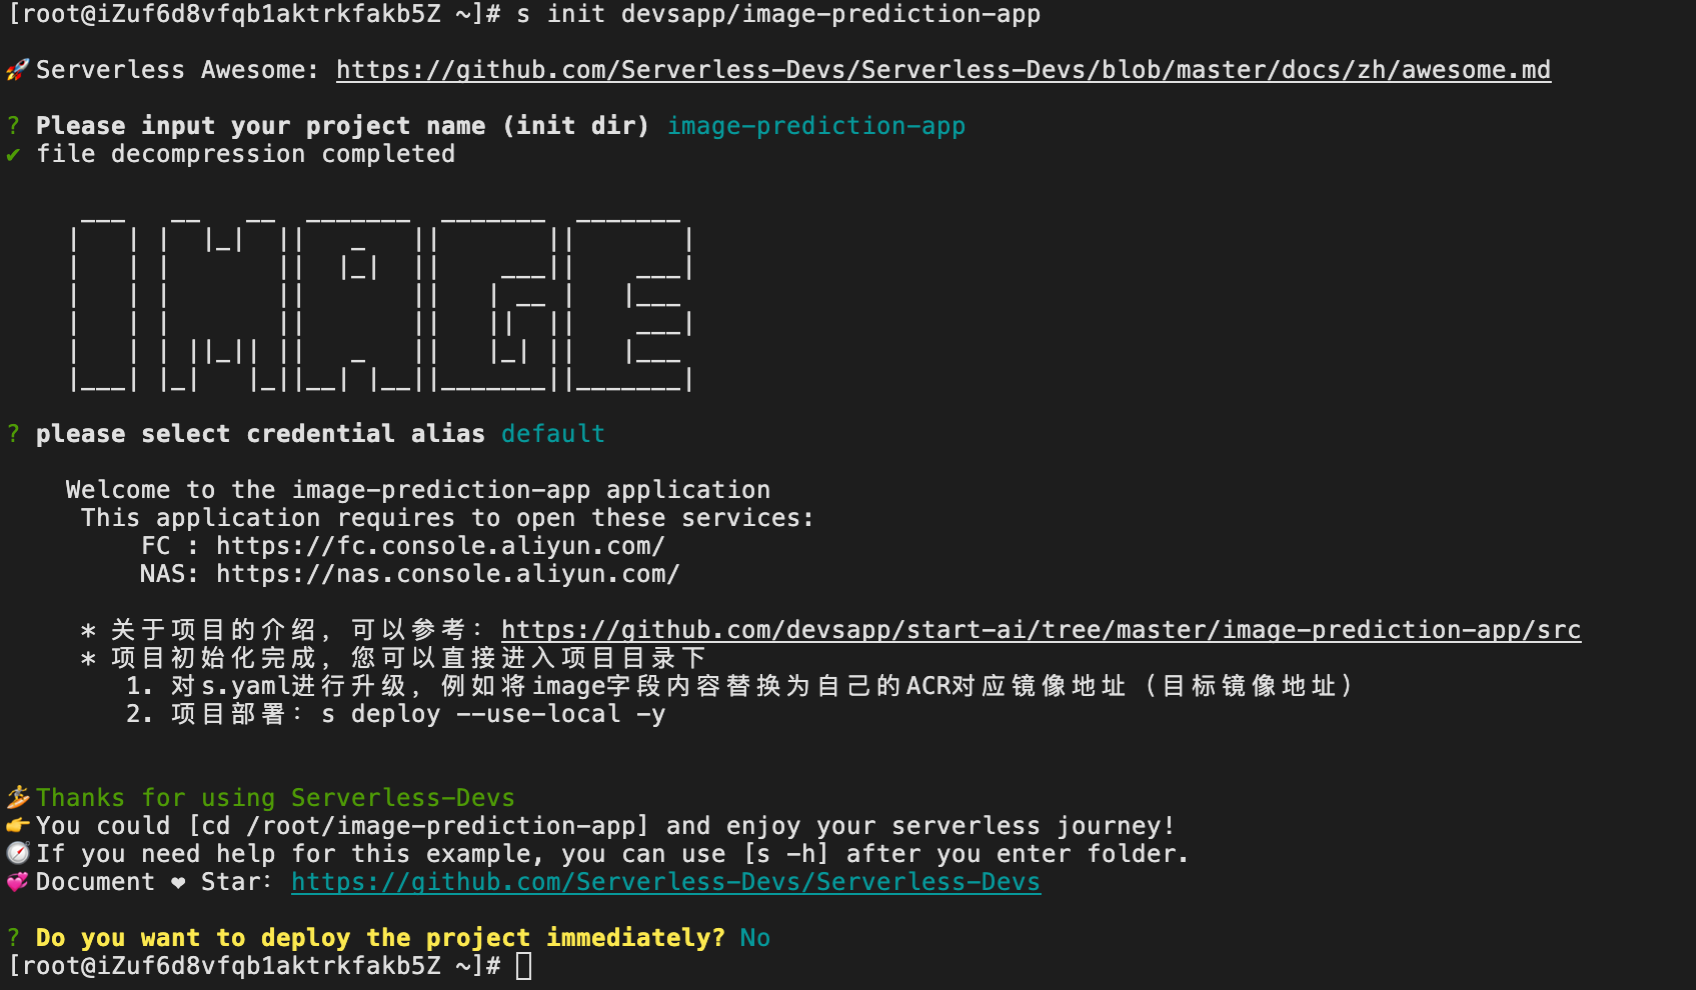 [root@iZuf6d8vfqb1aktrkfakb5Z ~]# s init devsapp/image-prediction-app
🚀 Serverless Awesome: https://github.com/Serverless-Devs/Serverless-Devs/blob/master/docs/zh/awesome.md
? Please input your project name (init dir) image-prediction-app
✔ file decompression completed
IMAGE
? please select credential alias default
Welcome to the image-prediction-app application
This application requires to open these services:
FC : https://fc.console.aliyun.com/
NAS: https://nas.console.aliyun.com/
* 关于项目的介绍，可以参考：https://github.com/devsapp/start-ai/tree/master/image-prediction-app/src
* 项目初始化完成，您可以直接进入项目目录下
1. 对s.yaml进行升级，例如将image字段内容替换为自己的ACR对应镜像地址（目标镜像地址）
2. 项目部署：s deploy --use-local -y
🏄 Thanks for using Serverless-Devs
👉 You could [cd /root/image-prediction-app] and enjoy your serverless journey!
🧭 If you need help for this example, you can use [s -h] after you enter folder.
💞 Document ❤ Star: https://github.com/Serverless-Devs/Serverless-Devs
? Do you want to deploy the project immediately? No
[root@iZuf6d8vfqb1aktrkfakb5Z ~]#